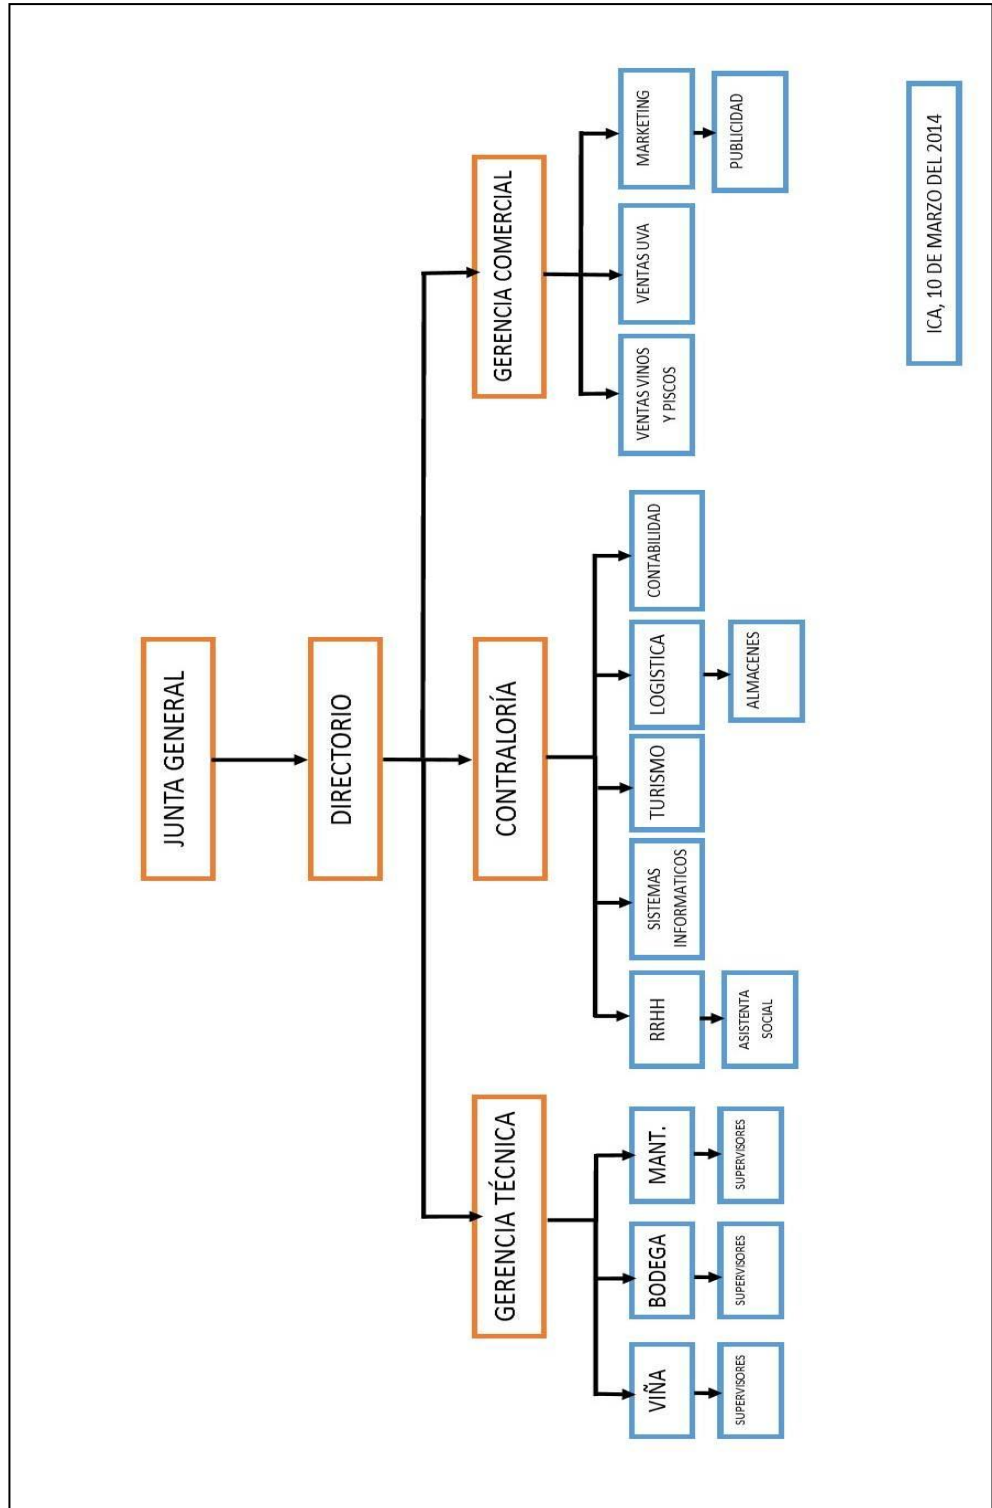 JUNTA GENERAL
DIRECTORIO
GERENCIA TÉCNICA
CONTRALORÍA
GERENCIA COMERCIAL
VIÑA
BODEGA
MANT.
RRHH
SISTEMAS
INFORMATICOS
TURISMO
LOGISTICA
CONTABILIDAD
VENTAS VINOS
Y PISCOS
VENTAS UVA
MARKETING
SUPERVISORES
SUPERVISORES
SUPERVISORES
ASISTENTA
SOCIAL
ALMACENES
PUBLICIDAD
ICA, 10 DE MARZO DEL 2014